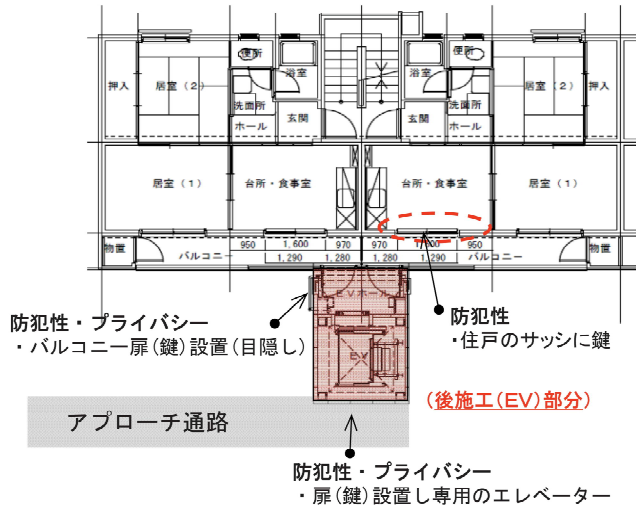 便所
浴室
浴室
便所
押入
居室（2）
居室（2）
押入
洗面所
洗面所
ホール
玄関
玄関
ホール
居室（1）
台所・食事室
台所・食事室
居室（1）
物置
バルコニー
950
1,600
970
970
950
バルコニー
物置
1,290
1,280
1,280
1,290
EVホール
EV
防犯性・プライバシー
・バルコニー扉（鍵）設置（目隠し）
防犯性
・住戸のサッシに鍵
（後施工（EV）部分）
アプローチ通路
防犯性・プライバシー
・扉（鍵）設置し専用のエレベーター